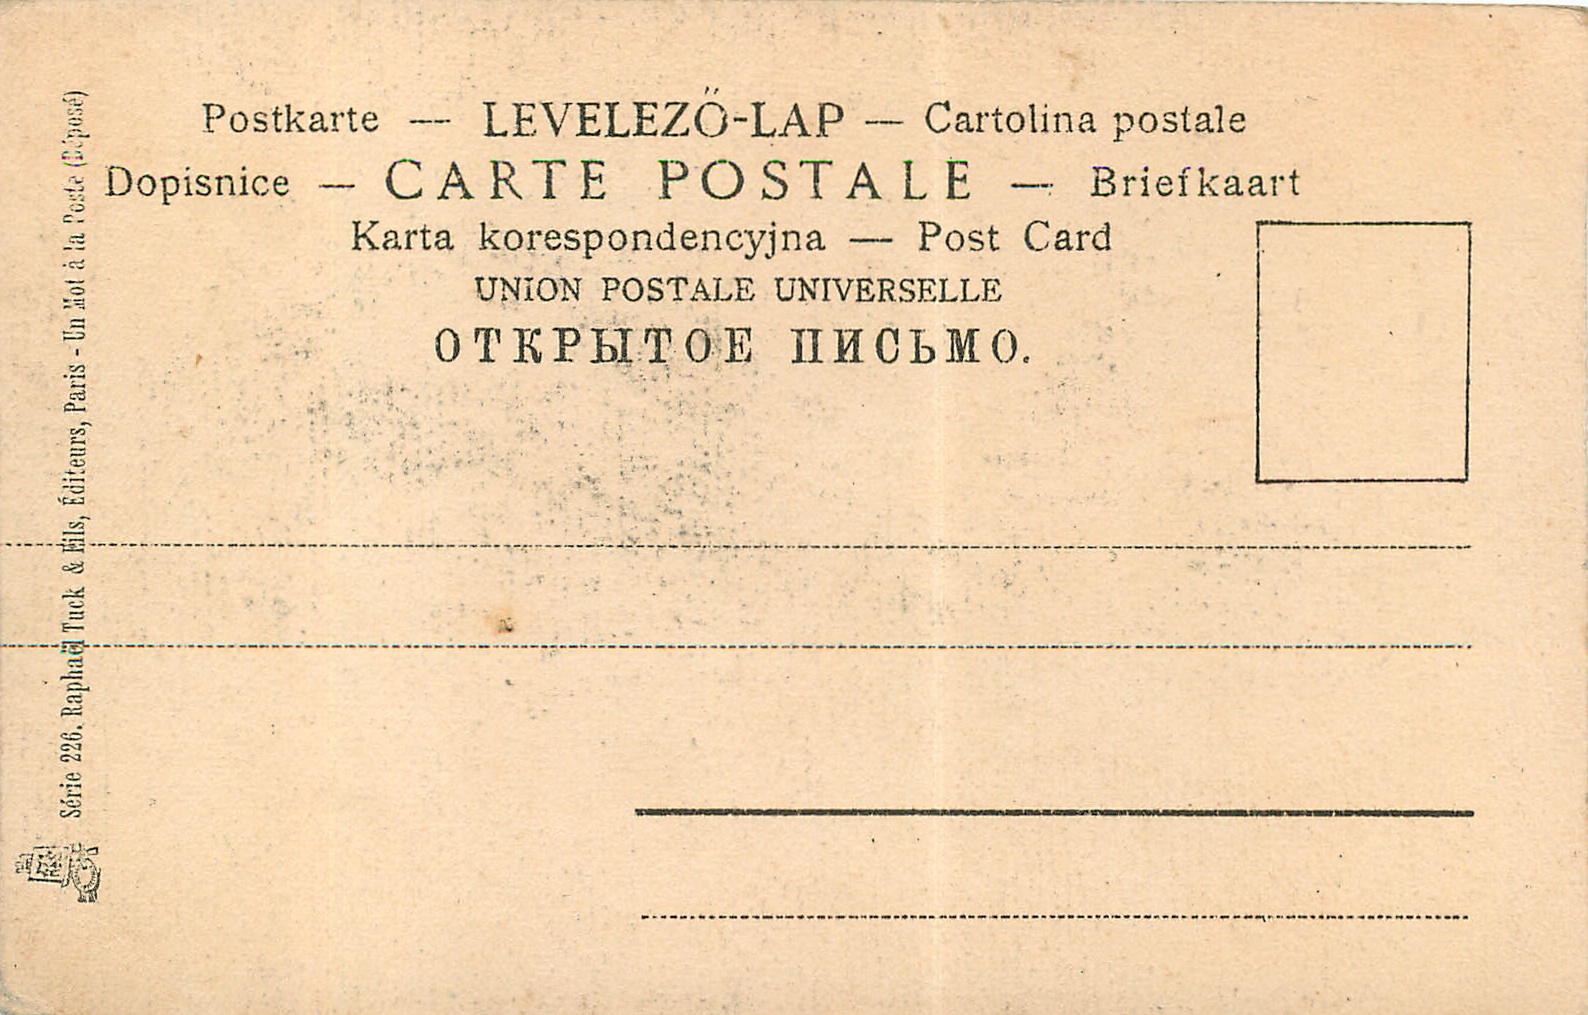 Postkarte — LEVELEZŐ-LAP — Cartolina postale
Dopisnice — CARTE POSTALE — Briefkaart
Karta korespondencyjna — Post Card
UNION POSTALE UNIVERSELLE
ОТКРЫТОЕ ПИСЬМО.
Série 226. Raphaël Tuck & Fils, Éditeurs, Paris - Un Mot à la Poste (Déposé)